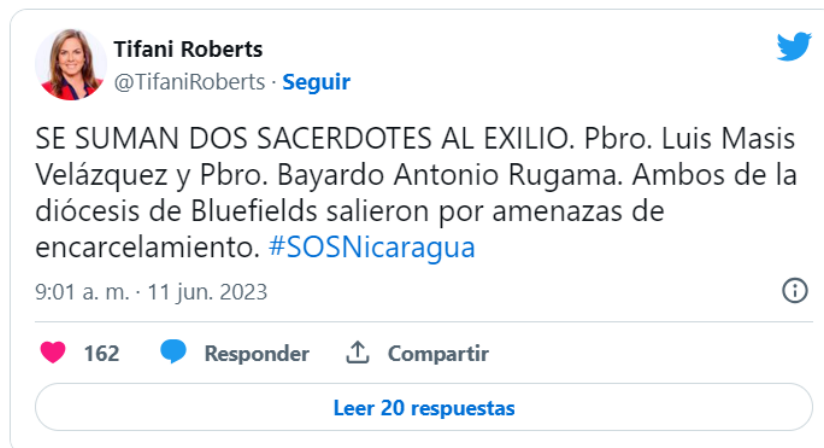 Tifani Roberts
@TifaniRoberts · Seguir
SE SUMAN DOS SACERDOTES AL EXILIO. Pbro. Luis Masis
Velázquez y Pbro. Bayardo Antonio Rugama. Ambos de la
diócesis de Bluefields salieron por amenazas de
encarcelamiento. #SOSNicaragua
9:01 a. m. · 11 jun. 2023
162 Responder Compartir
Leer 20 respuestas